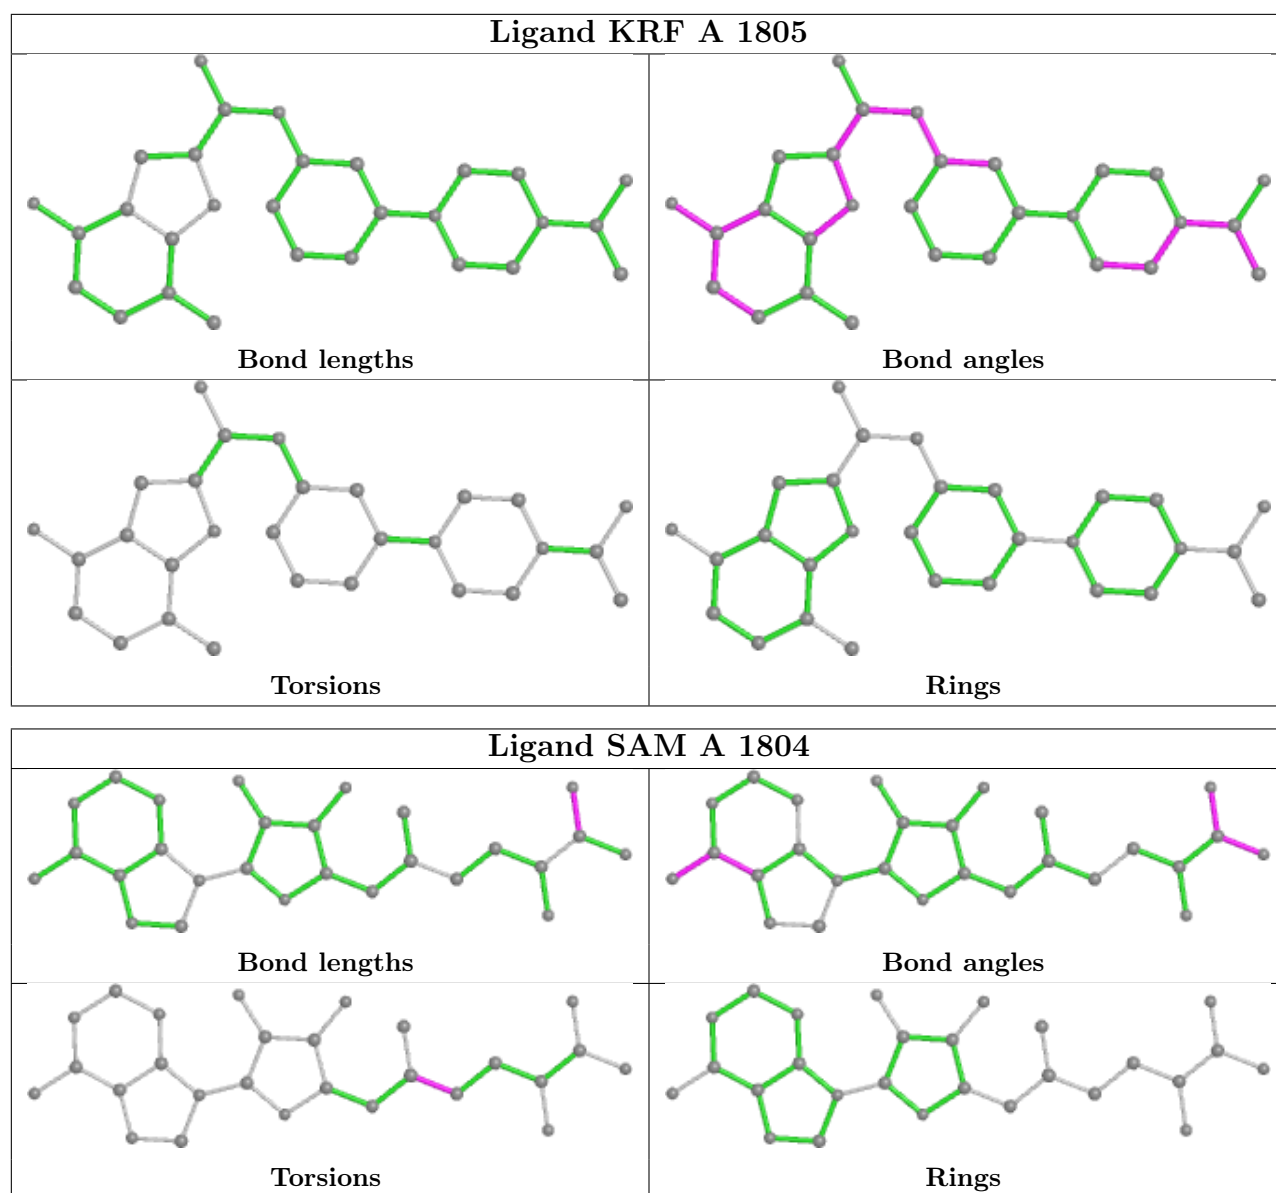 Ligand KRF A 1805
Bond lengths
Bond angles
Torsions
Rings
Ligand SAM A 1804
Bond lengths
Bond angles
Torsions
Rings